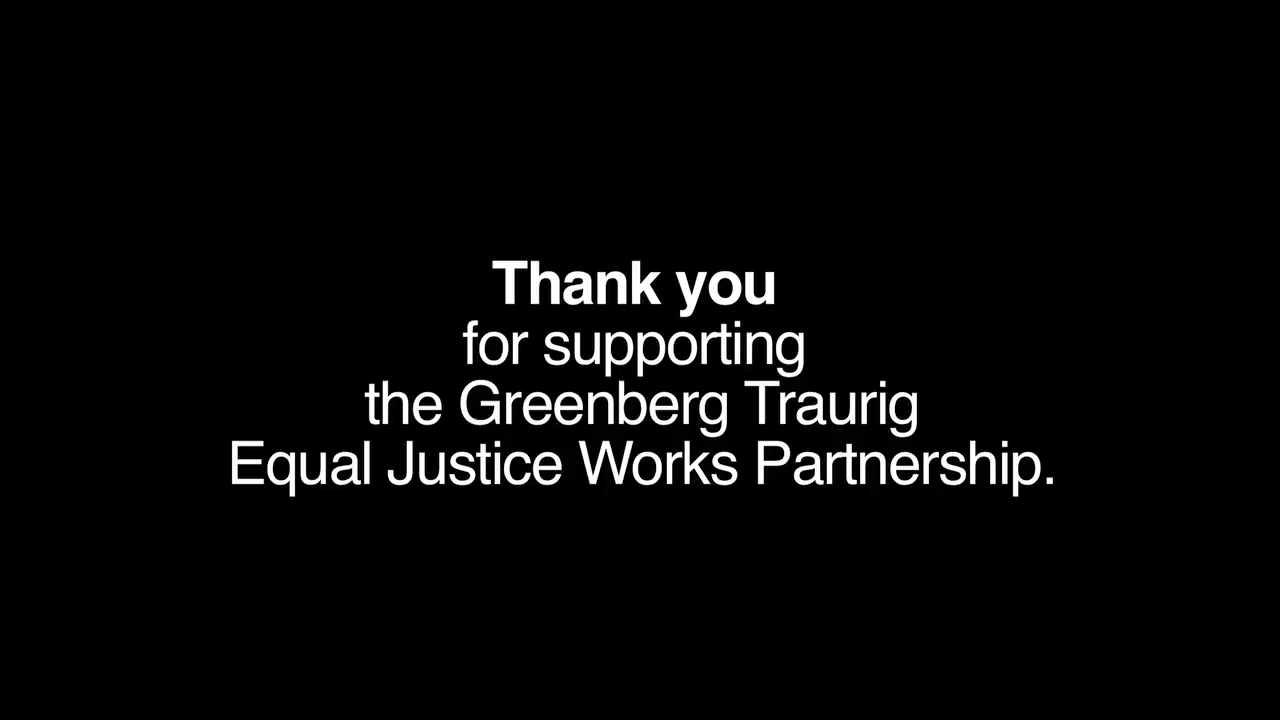 Thank you
for supporting
the Greenberg Traurig
Equal Justice Works Partnership.